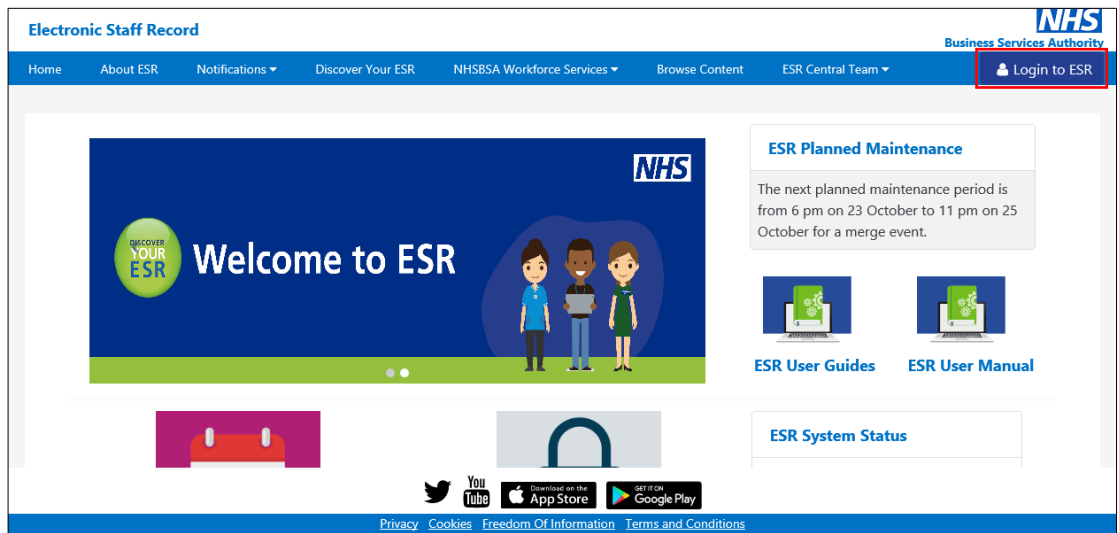 Electronic Staff Record
NHS
Business Services Authority
Home About ESR Notifications Discover Your ESR NHSBSA Workforce Services Browse Content ESR Central Team Login to ESR
NHS
DISCOVER
YOUR
ESR
Welcome to ESR
ESR Planned Maintenance
The next planned maintenance period is
from 6 pm on 23 October to 11 pm on 25
October for a merge event.
ESR User Guides ESR User Manual
ESR System Status
You
Tube
Download on the
App Store
GET IT ON
Google Play
Privacy Cookies Freedom Of Information Terms and Conditions